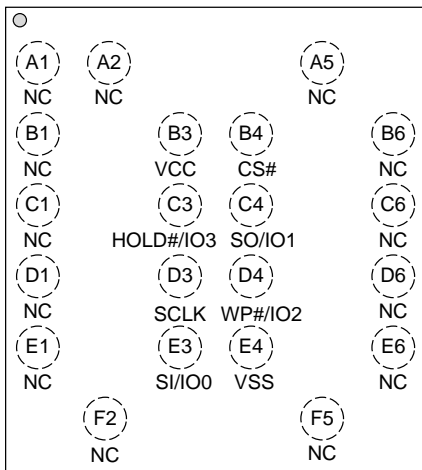 A1 A2 A5
NC NC NC
B1 B3 B4 B6
NC VCC CS# NC
C1 C3 C4 C6
NC HOLD#/IO3 SO/IO1 NC
D1 D3 D4 D6
NC SCLK WP#/IO2 NC
E1 E3 E4 E6
NC SI/IO0 VSS NC
F2 F5
NC NC